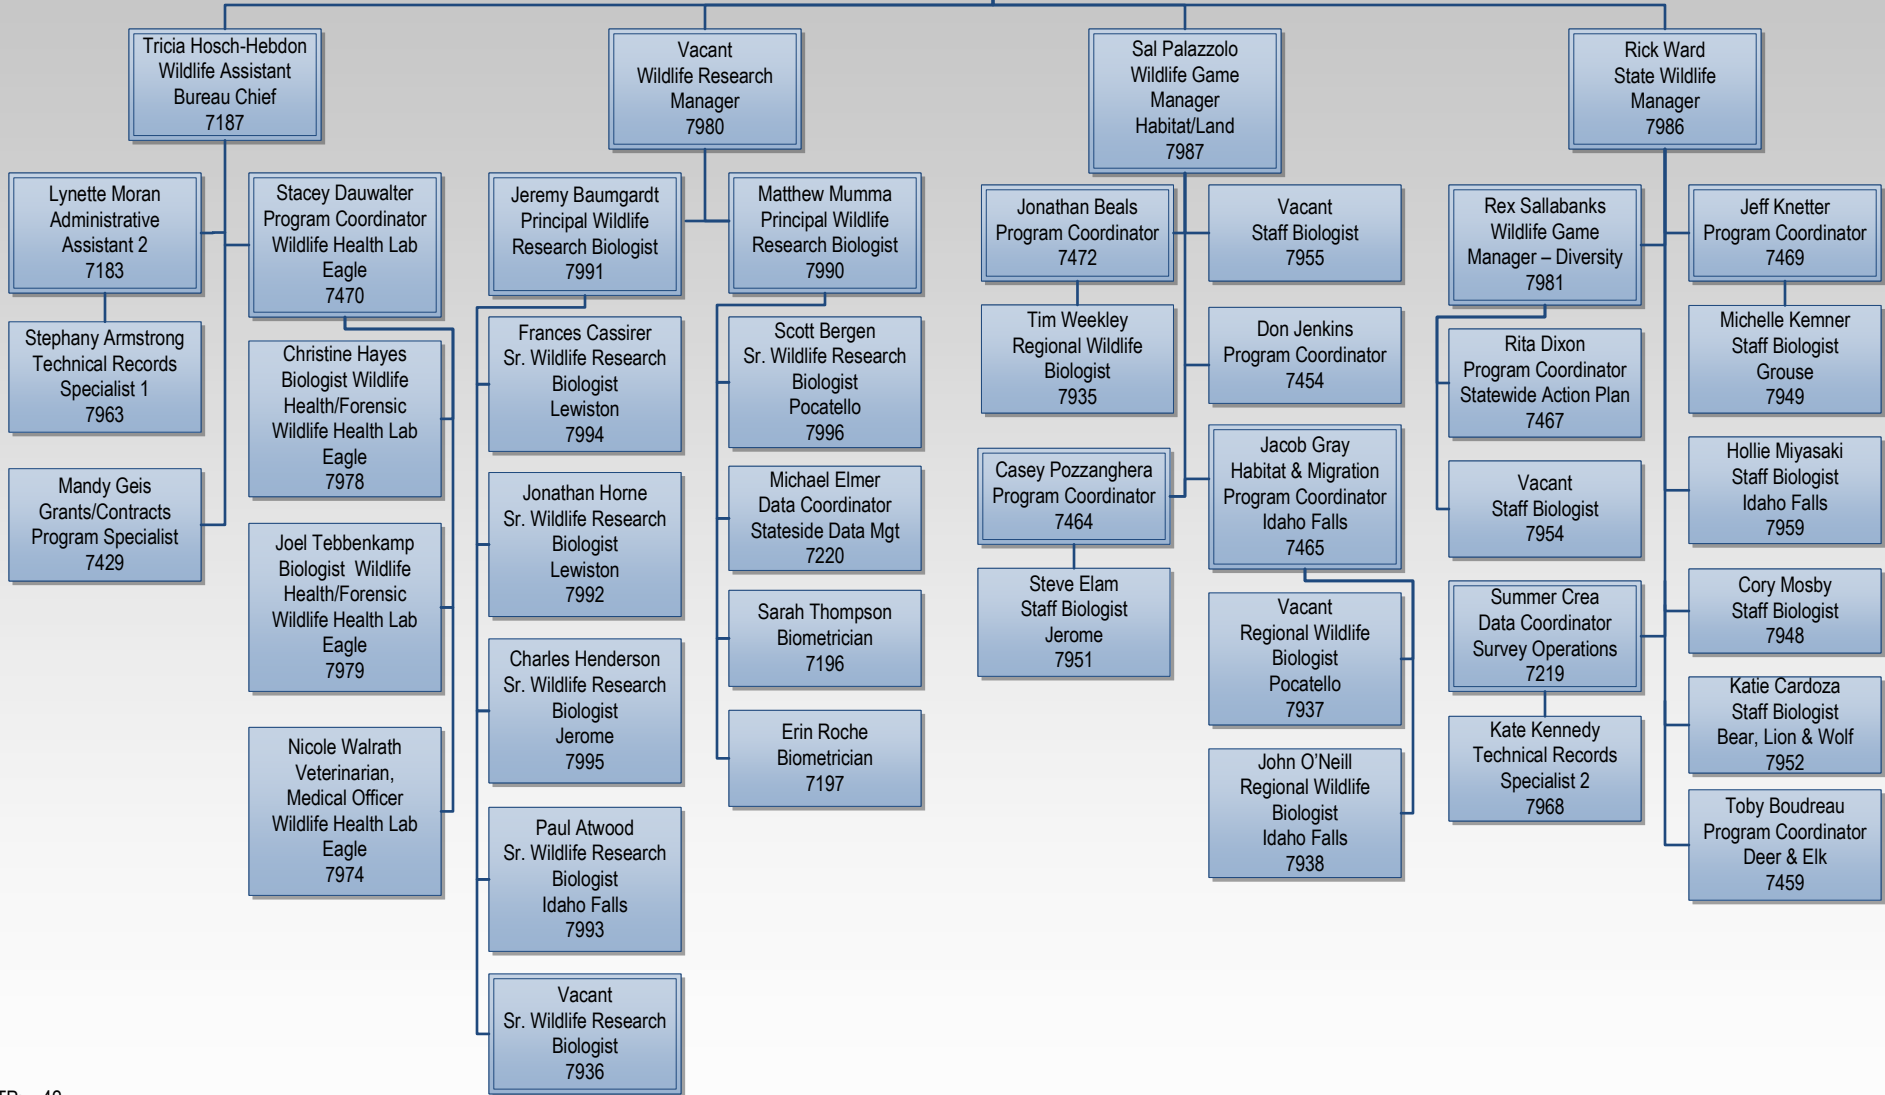 Tricia Hosch-Hebdon
Wildlife Assistant
Bureau Chief
7187
Vacant
Wildlife Research
Manager
7980
Sal Palazzolo
Wildlife Game
Manager
Habitat/Land
7987
Rick Ward
State Wildlife
Manager
7986
Lynette Moran
Administrative
Assistant 2
7183
Stacey Dauwalter
Program Coordinator
Wildlife Health Lab
Eagle
7470
Stephany Armstrong
Technical Records
Specialist 1
7963
Christine Hayes
Biologist Wildlife
Health/Forensic
Wildlife Health Lab
Eagle
7978
Mandy Geis
Grants/Contracts
Program Specialist
7429
Joel Tebbenkamp
Biologist Wildlife
Health/Forensic
Wildlife Health Lab
Eagle
7979
Nicole Walrath
Veterinarian,
Medical Officer
Wildlife Health Lab
Eagle
7974
Jeremy Baumgardt
Principal Wildlife
Research Biologist
7991
Matthew Mumma
Principal Wildlife
Research Biologist
7990
Frances Cassirer
Sr. Wildlife Research
Biologist
Lewiston
7994
Jonathan Horne
Sr. Wildlife Research
Biologist
Lewiston
7992
Charles Henderson
Sr. Wildlife Research
Biologist
Jerome
7995
Paul Atwood
Sr. Wildlife Research
Biologist
Idaho Falls
7993
Vacant
Sr. Wildlife Research
Biologist
7936
Scott Bergen
Sr. Wildlife Research
Biologist
Pocatello
7996
Michael Elmer
Data Coordinator
Stateside Data Mgt
7220
Sarah Thompson
Biometrician
7196
Erin Roche
Biometrician
7197
Jonathan Beals
Program Coordinator
7472
Vacant
Staff Biologist
7955
Tim Weekley
Regional Wildlife
Biologist
7935
Don Jenkins
Program Coordinator
7454
Casey Pozzanghera
Program Coordinator
7464
Jacob Gray
Habitat & Migration
Program Coordinator
Idaho Falls
7465
Steve Elam
Staff Biologist
Jerome
7951
Vacant
Regional Wildlife
Biologist
Pocatello
7937
John O'Neill
Regional Wildlife
Biologist
Idaho Falls
7938
Rex Sallabanks
Wildlife Game
Manager – Diversity
7981
Jeff Knetter
Program Coordinator
7469
Rita Dixon
Program Coordinator
Statewide Action Plan
7467
Michelle Kemner
Staff Biologist
Grouse
7949
Vacant
Staff Biologist
7954
Hollie Miyasaki
Staff Biologist
Idaho Falls
7959
Summer Crea
Data Coordinator
Survey Operations
7219
Cory Mosby
Staff Biologist
7948
Kate Kennedy
Technical Records
Specialist 2
7968
Katie Cardoza
Staff Biologist
Bear, Lion & Wolf
7952
Toby Boudreau
Program Coordinator
Deer & Elk
7459